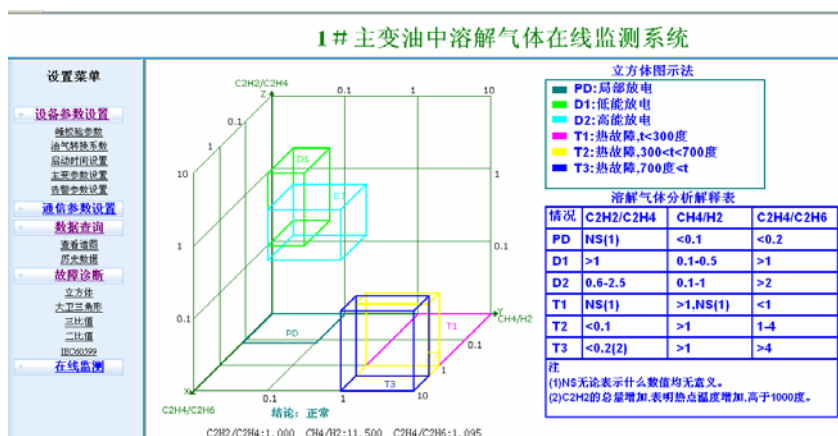 1#主变油中溶解气体在线监测系统
设置菜单
设备参数设置
峰校验参数
油气转换系数
启动时间设置
主变参数设置
告警参数设置
通信参数设置
数据查询
查看谱图
历史数据
故障诊断
立方体
大卫三角形
三比值
二比值
IEC60599
在线监测
C2H2/C2H4
Z
0.1
1
10
0.1
1
10
0.1
D1
D2
1
0.1
0.1
Y
CH4/H2
PD
T1
0.1
1
T3
X
C2H4/C2H6
0.1
1
10
结论: 正常
C2H2/C2H4:1.000 CH4/H2:11.500 C2H4/C2H6:1.095
立方体图示法
PD:局部放电
D1:低能放电
D2:高能放电
T1:热故障,t<300度
T2:热故障,300<t<700度
T3:热故障,700度<t
溶解气体分析解释表
情况 C2H2/C2H4 CH4/H2 C2H4/C2H6
PD NS(1) <0.1 <0.2
D1 >1 0.1-0.5 >1
D2 0.6-2.5 0.1-1 >2
T1 NS(1) >1,NS(1) <1
T2 <0.1 >1 1-4
T3 <0.2(2) >1 >4
注
(1)NS无论表示什么数值均无意义。
(2)C2H2的总量增加,表明热点温度增加,高于1000度。